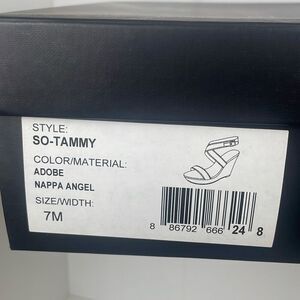 STYLE:
SO-TAMMY
COLOR/MATERIAL:
ADOBE
NAPPA ANGEL
SIZE/WIDTH:
7M
8 86792 666 24 8